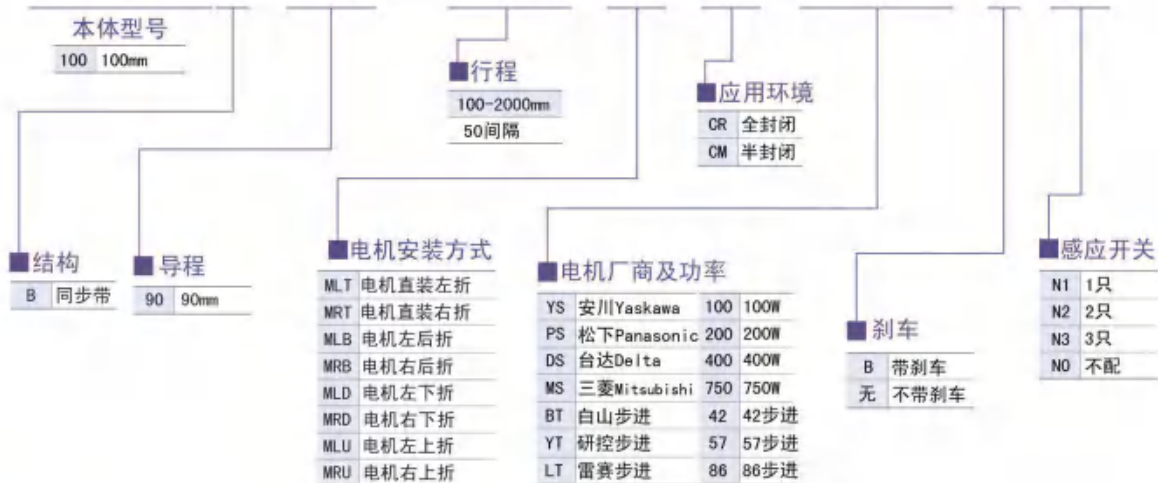 本体型号
100 100mm
■行程
100-2000mm
50间隔
■应用环境
CR 全封闭
CM 半封闭
■结构
B 同步带
■导程
90 90mm
■电机安装方式
MLT 电机直装左折
MRT 电机直装右折
MLB 电机左后折
MRB 电机右后折
MLD 电机左下折
MRD 电机右下折
MLU 电机左上折
MRU 电机右上折
■电机厂商及功率
YS 安川Yaskawa 100 100W
PS 松下Panasonic 200 200W
DS 台达Delta 400 400W
MS 三菱Mitsubishi 750 750W
BT 白山步进 42 42步进
YT 研控步进 57 57步进
LT 雷赛步进 86 86步进
■刹车
B 带刹车
无 不带刹车
■感应开关
N1 1只
N2 2只
N3 3只
N0 不配